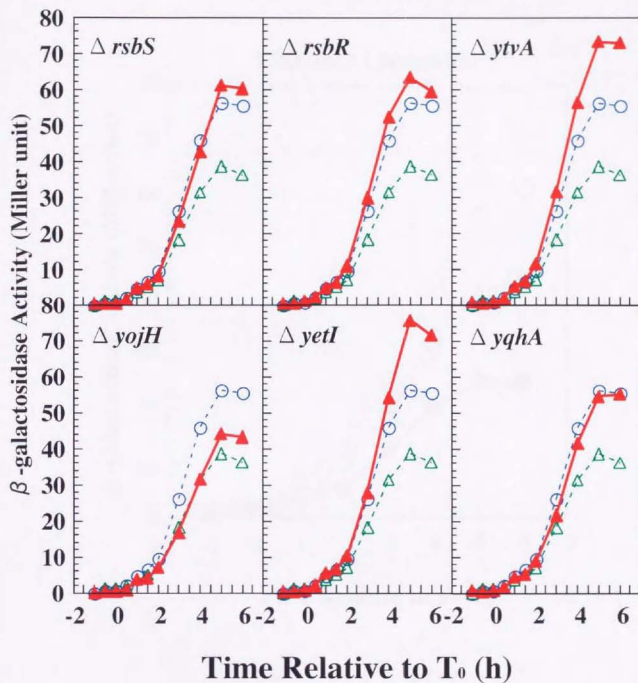 80
70
60
50
40
30
20
10
80
70
60
50
40
30
20
10
0
Δ rsbS
Δ rsbR
Δ ytvA
Δ yojH
Δ yetI
Δ yqhA
β-galactosidase Activity (Miller unit)
-2 0 2 4 6 -2 0 2 4 6 -2 0 2 4 6
Time Relative to T₀ (h)